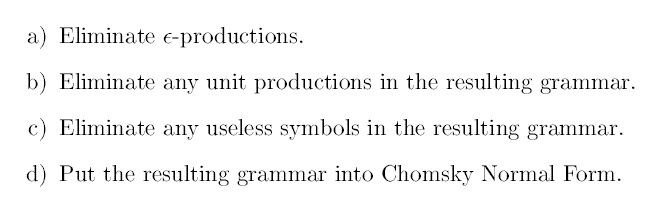 a) Eliminate ϵ-productions.
b) Eliminate any unit productions in the resulting grammar.
c) Eliminate any useless symbols in the resulting grammar.
d) Put the resulting grammar into Chomsky Normal Form.